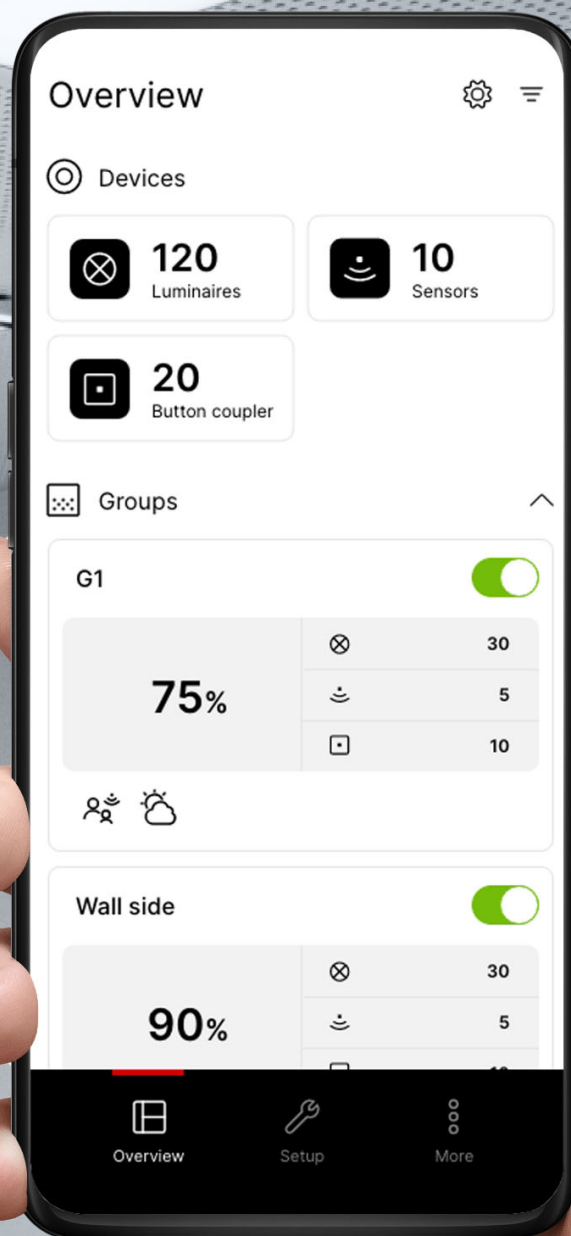 Overview
Devices
120
Luminaires
10
Sensors
20
Button coupler
Groups
G1
75%
30
5
10
Wall side
90%
30
5
Overview
Setup
More